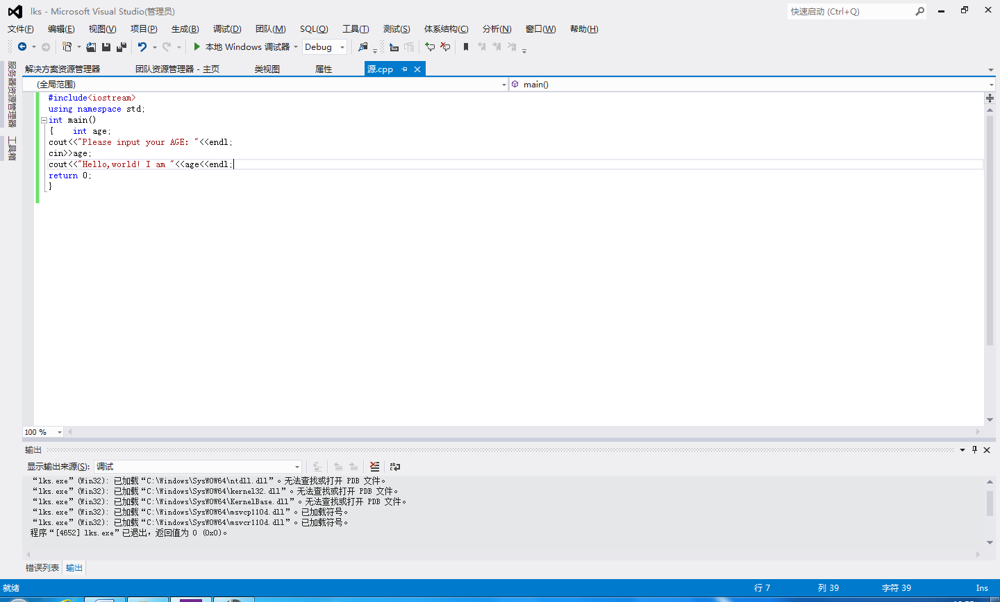 lks - Microsoft Visual Studio(管理员)
快速启动 (Ctrl+Q)
文件(F) 编辑(E) 视图(V) 项目(P) 生成(B) 调试(D) 团队(M) SQL(Q) 工具(T) 测试(S) 体系结构(C) 分析(N) 窗口(W) 帮助(H)
本地 Windows 调试器 Debug
服务器资源管理器
工具箱
解决方案资源管理器 团队资源管理器 - 主页 类视图 属性 源.cpp
(全局范围) main()
#include<iostream>
using namespace std;
int main()
{    int age;
cout<<"Please input your AGE: "<<endl;
cin>>age;
cout<<"Hello,world! I am "<<age<<endl;
return 0;
}
100 %
输出
显示输出来源(S): 调试
“lks.exe”(Win32): 已加载“C:\Windows\SysWOW64\ntdll.dll”。无法查找或打开 PDB 文件。
“lks.exe”(Win32): 已加载“C:\Windows\SysWOW64\kernel32.dll”。无法查找或打开 PDB 文件。
“lks.exe”(Win32): 已加载“C:\Windows\SysWOW64\KernelBase.dll”。无法查找或打开 PDB 文件。
“lks.exe”(Win32): 已加载“C:\Windows\SysWOW64\msvcp110d.dll”。已加载符号。
“lks.exe”(Win32): 已加载“C:\Windows\SysWOW64\msvcr110d.dll”。已加载符号。
程序“[4652] lks.exe”已退出，返回值为 0 (0x0)。
错误列表 输出
就绪 行 7 列 39 字符 39 Ins